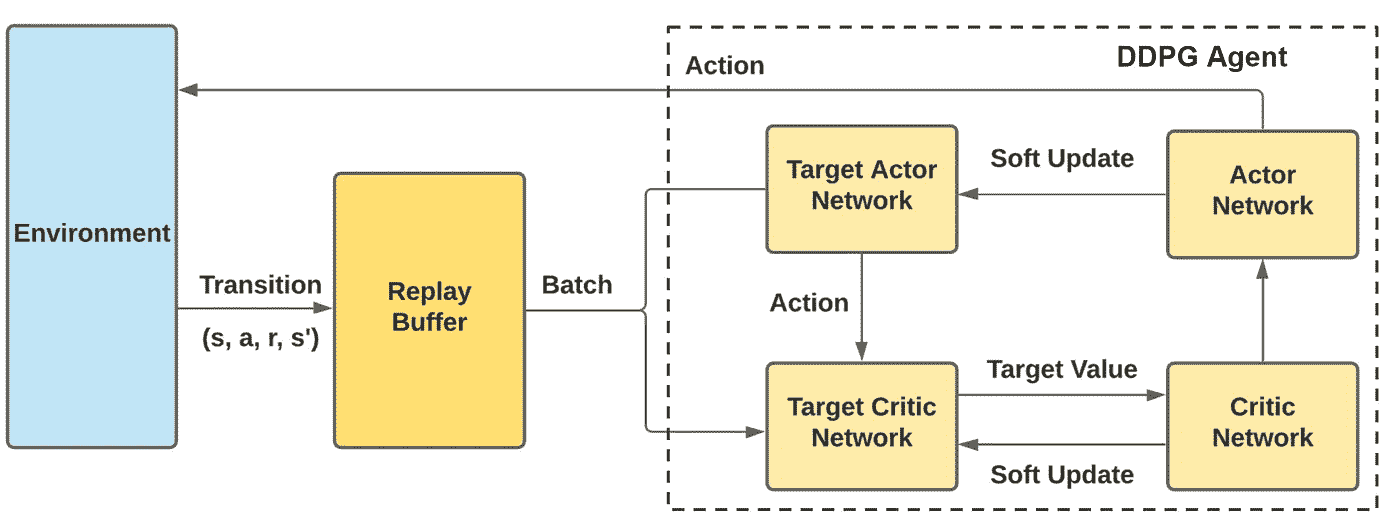 DDPG Agent
Action
Environment
Transition
(s, a, r, s')
Replay
Buffer
Batch
Target Actor
Network
Soft Update
Actor
Network
Action
Target Critic
Network
Target Value
Soft Update
Critic
Network